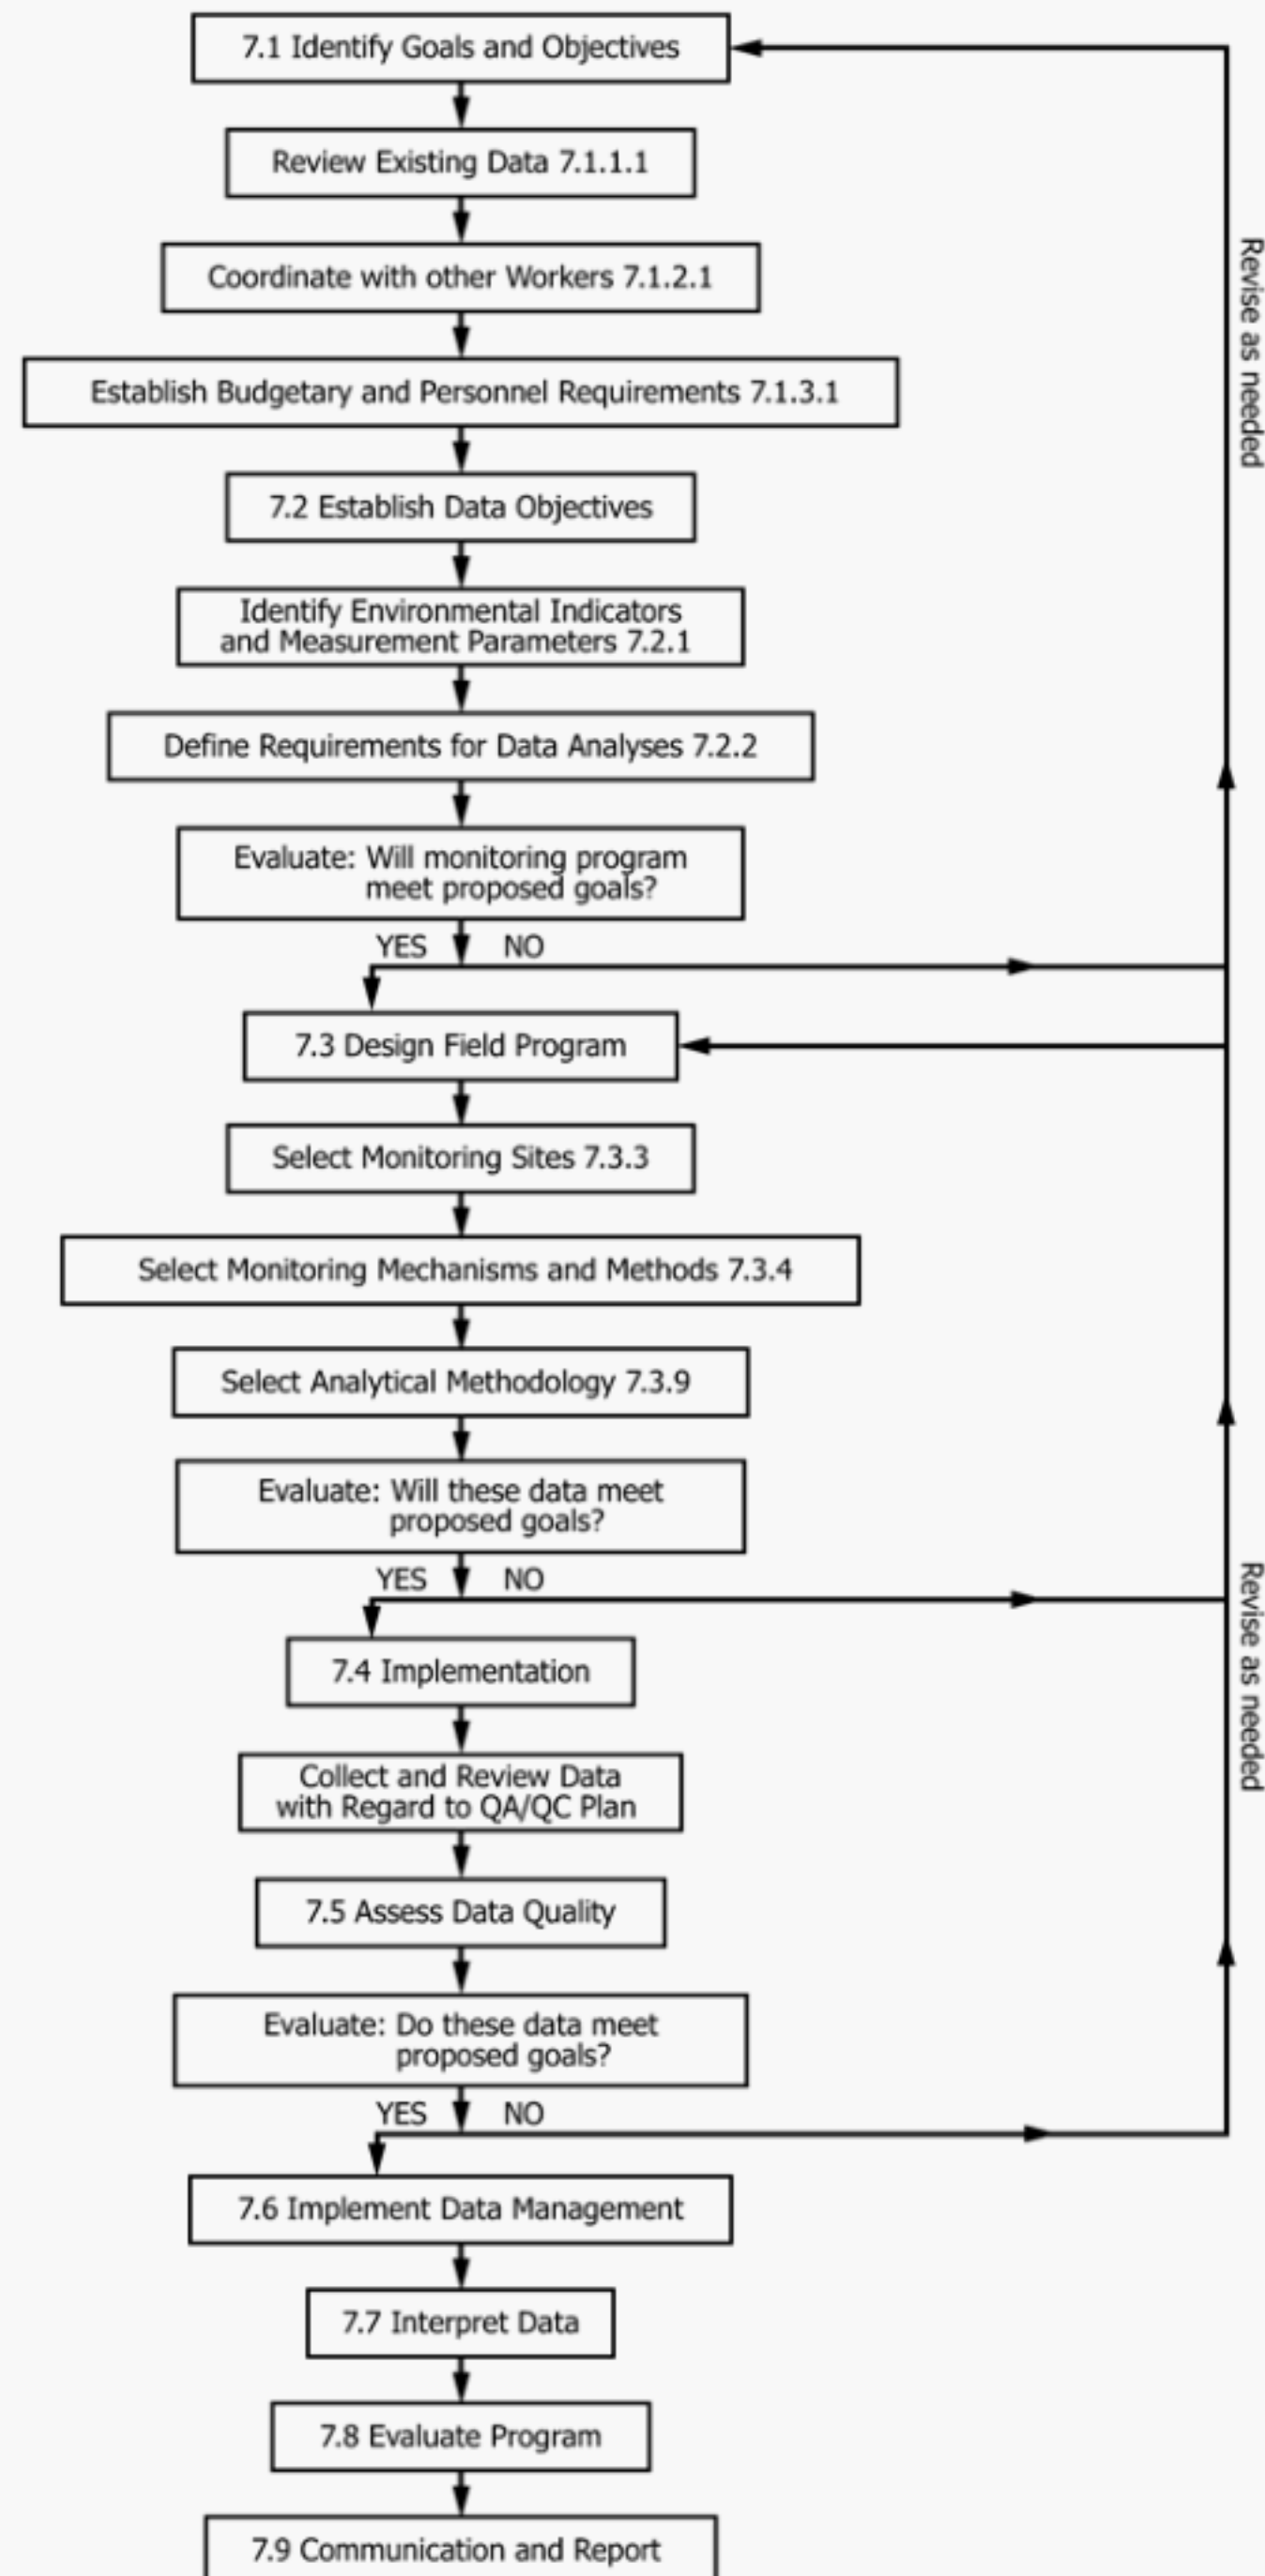 7.1 Identify Goals and Objectives
Review Existing Data 7.1.1.1
Coordinate with other Workers 7.1.2.1
Establish Budgetary and Personnel Requirements 7.1.3.1
7.2 Establish Data Objectives
Identify Environmental Indicators
and Measurement Parameters 7.2.1
Define Requirements for Data Analyses 7.2.2
Evaluate: Will monitoring program
meet proposed goals?
YES NO
Revise as needed
7.3 Design Field Program
Select Monitoring Sites 7.3.3
Select Monitoring Mechanisms and Methods 7.3.4
Select Analytical Methodology 7.3.9
Evaluate: Will these data meet
proposed goals?
YES NO
7.4 Implementation
Collect and Review Data
with Regard to QA/QC Plan
7.5 Assess Data Quality
Evaluate: Do these data meet
proposed goals?
YES NO
Revise as needed
7.6 Implement Data Management
7.7 Interpret Data
7.8 Evaluate Program
7.9 Communication and Report